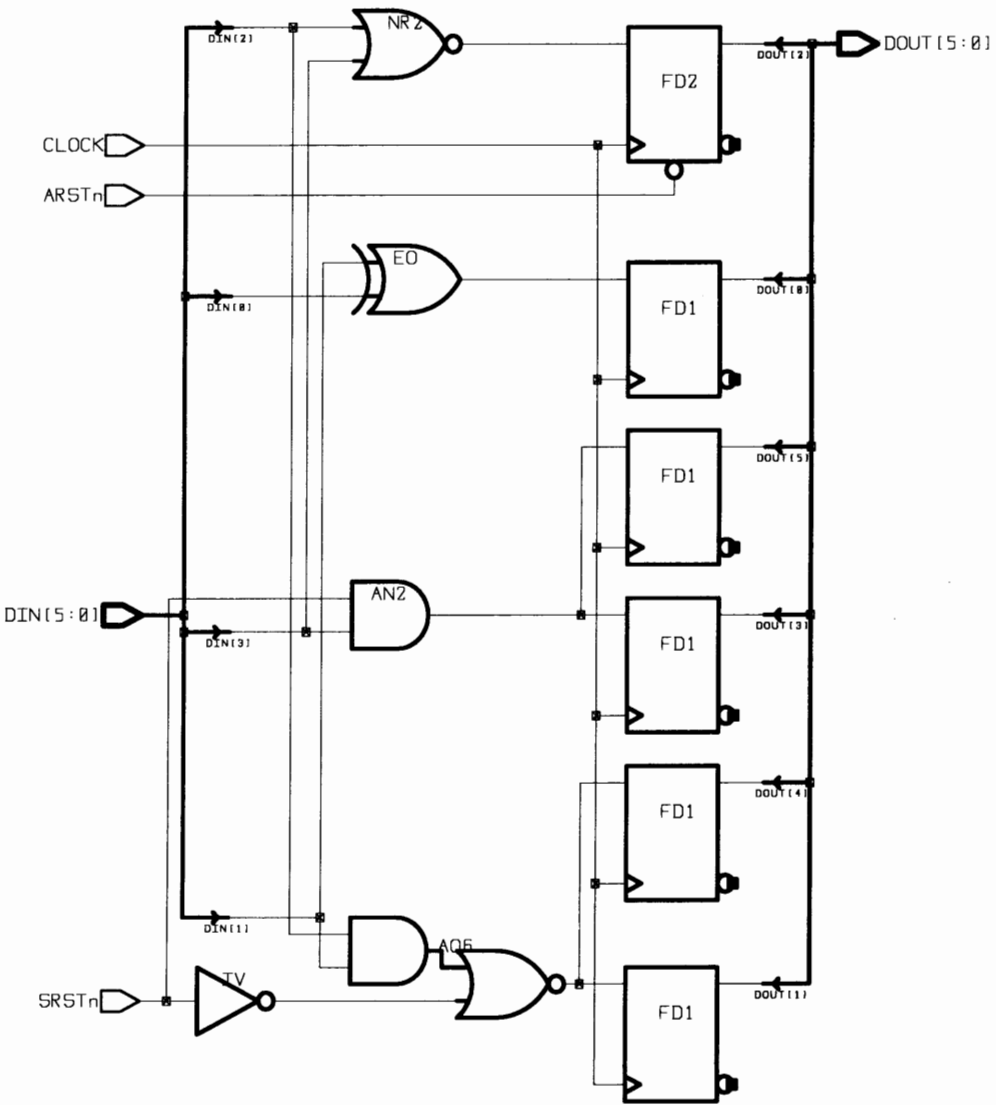 DIN[2]
NR2
FD2
DOUT[2]
DOUT[5:0]
CLOCK
ARSTn
EO
DIN[0]
FD1
DOUT[0]
FD1
DOUT[5]
DIN[5:0]
AN2
DIN[3]
FD1
DOUT[3]
FD1
DOUT[4]
DIN[1]
AO6
SRSTn
IV
FD1
DOUT[1]